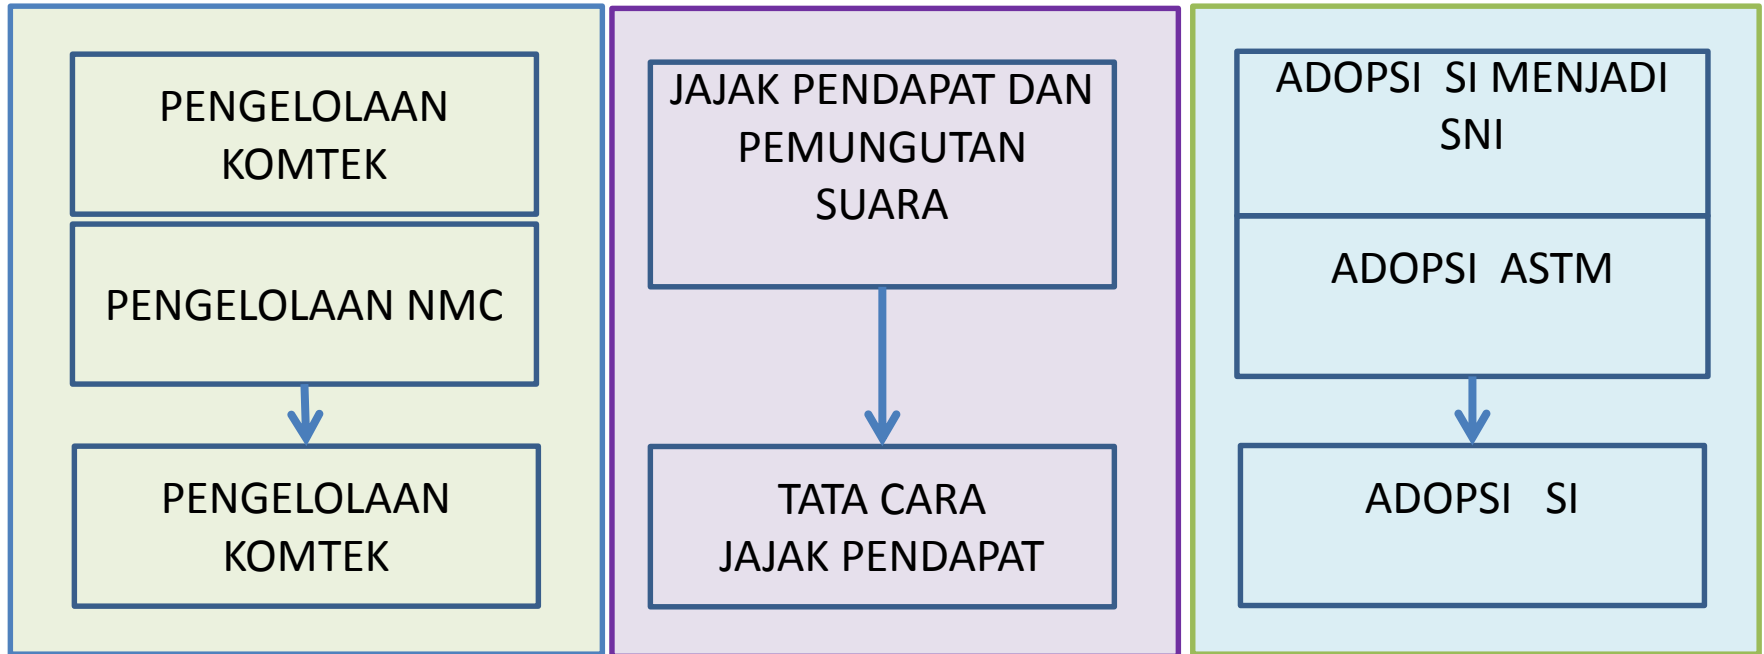 PENGELOLAAN
KOMTEK
PENGELOLAAN NMC
PENGELOLAAN
KOMTEK
JAJAK PENDAPAT DAN
PEMUNGUTAN
SUARA
TATA CARA
JAJAK PENDAPAT
ADOPSI SI MENJADI
SNI
ADOPSI ASTM
ADOPSI SI